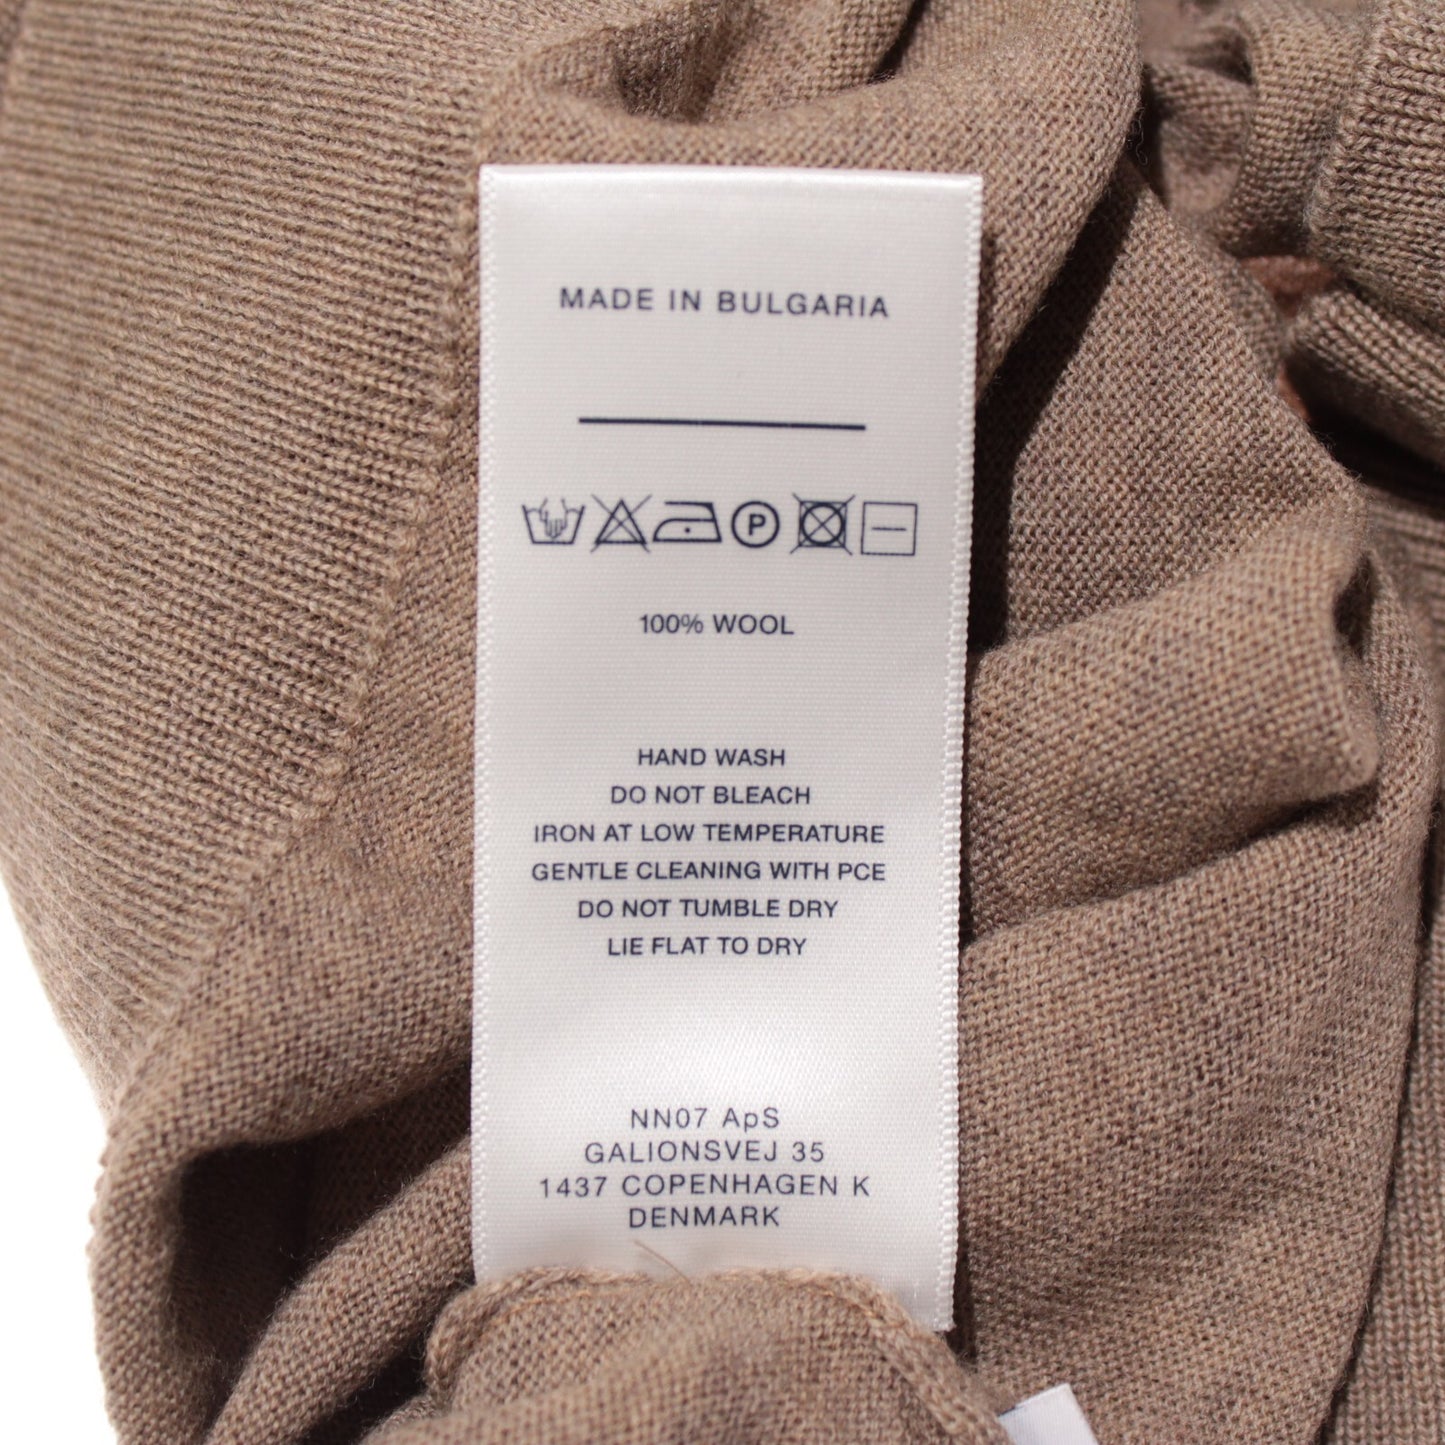 MADE IN BULGARIA
P
100% WOOL
HAND WASH
DO NOT BLEACH
IRON AT LOW TEMPERATURE
GENTLE CLEANING WITH PCE
DO NOT TUMBLE DRY
LIE FLAT TO DRY
NN07 ApS
GALIONSVEJ 35
1437 COPENHAGEN K
DENMARK